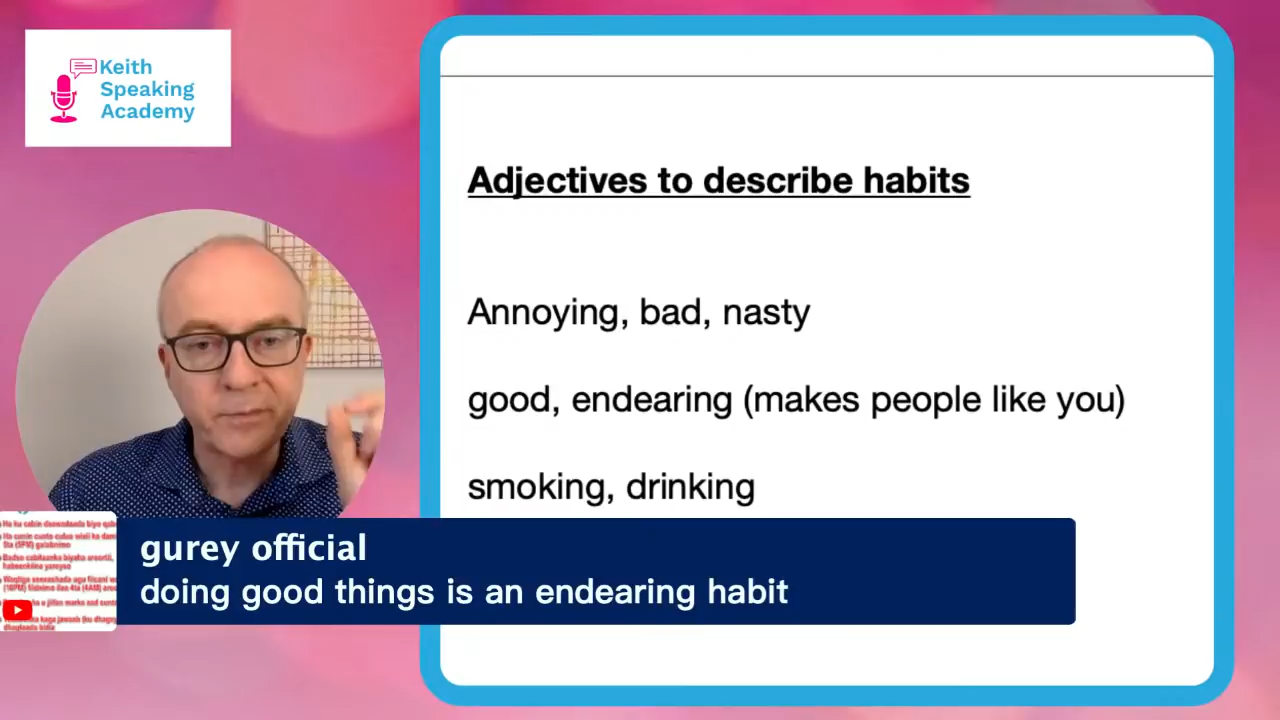 Keith
Speaking
Academy
Adjectives to describe habits
Annoying, bad, nasty
good, endearing (makes people like you)
smoking, drinking
gurey official
doing good things is an endearing habit